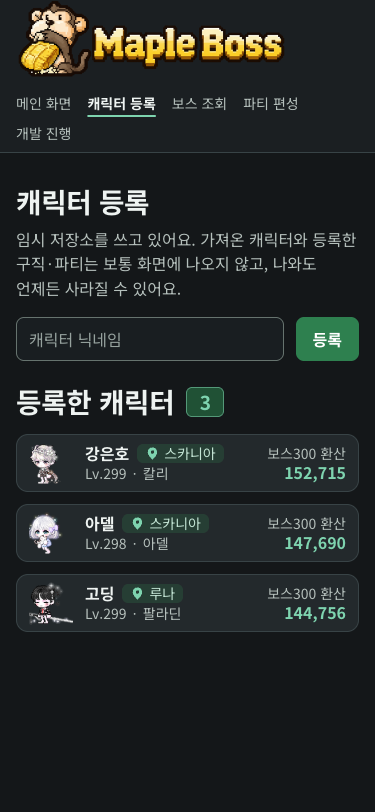 Maple Boss
메인 화면 캐릭터 등록 보스 조회 파티 편성
개발 진행
캐릭터 등록
임시 저장소를 쓰고 있어요. 가져온 캐릭터와 등록한
구직·파티는 보통 화면에 나오지 않고, 나와도
언제든 사라질 수 있어요.
캐릭터 닉네임 등록
등록한 캐릭터 3
강은호 스카니아 보스300 환산
Lv.299 · 칼리 152,715
아델 스카니아 보스300 환산
Lv.298 · 아델 147,690
고딩 루나 보스300 환산
Lv.299 · 팔라딘 144,756